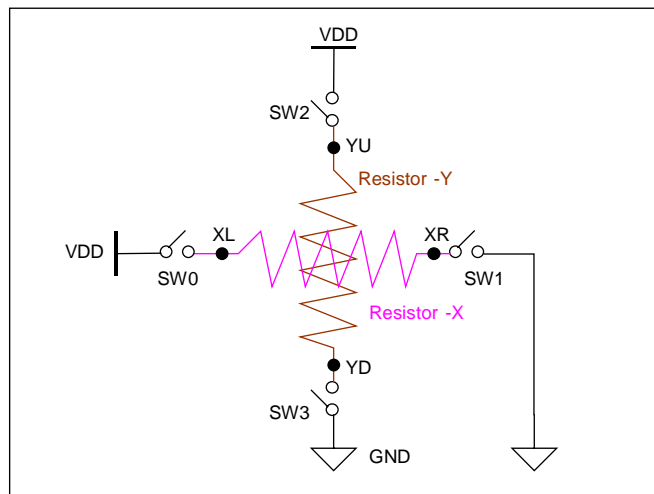 VDD
SW2
YU
Resistor -Y
XL
XR
VDD
SW0
SW1
Resistor -X
YD
SW3
GND